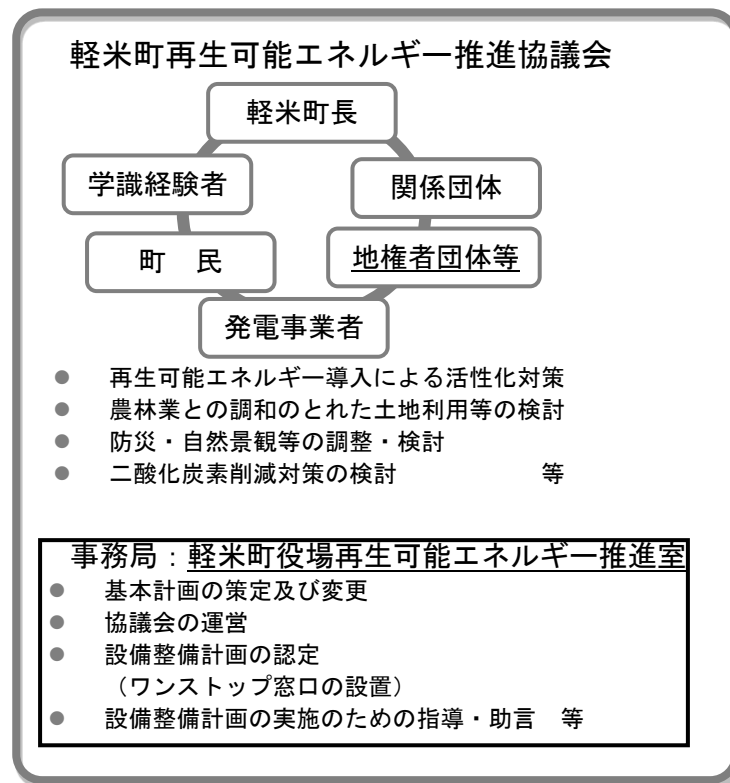 軽米町再生可能エネルギー推進協議会
軽米町長
学識経験者
関係団体
町　民
地権者団体等
発電事業者
● 再生可能エネルギー導入による活性化対策
● 農林業との調和のとれた土地利用等の検討
● 防災・自然景観等の調整・検討
● 二酸化炭素削減対策の検討　　　　　等
事務局：軽米町役場再生可能エネルギー推進室
● 基本計画の策定及び変更
● 協議会の運営
● 設備整備計画の認定
（ワンストップ窓口の設置）
● 設備整備計画の実施のための指導・助言　等